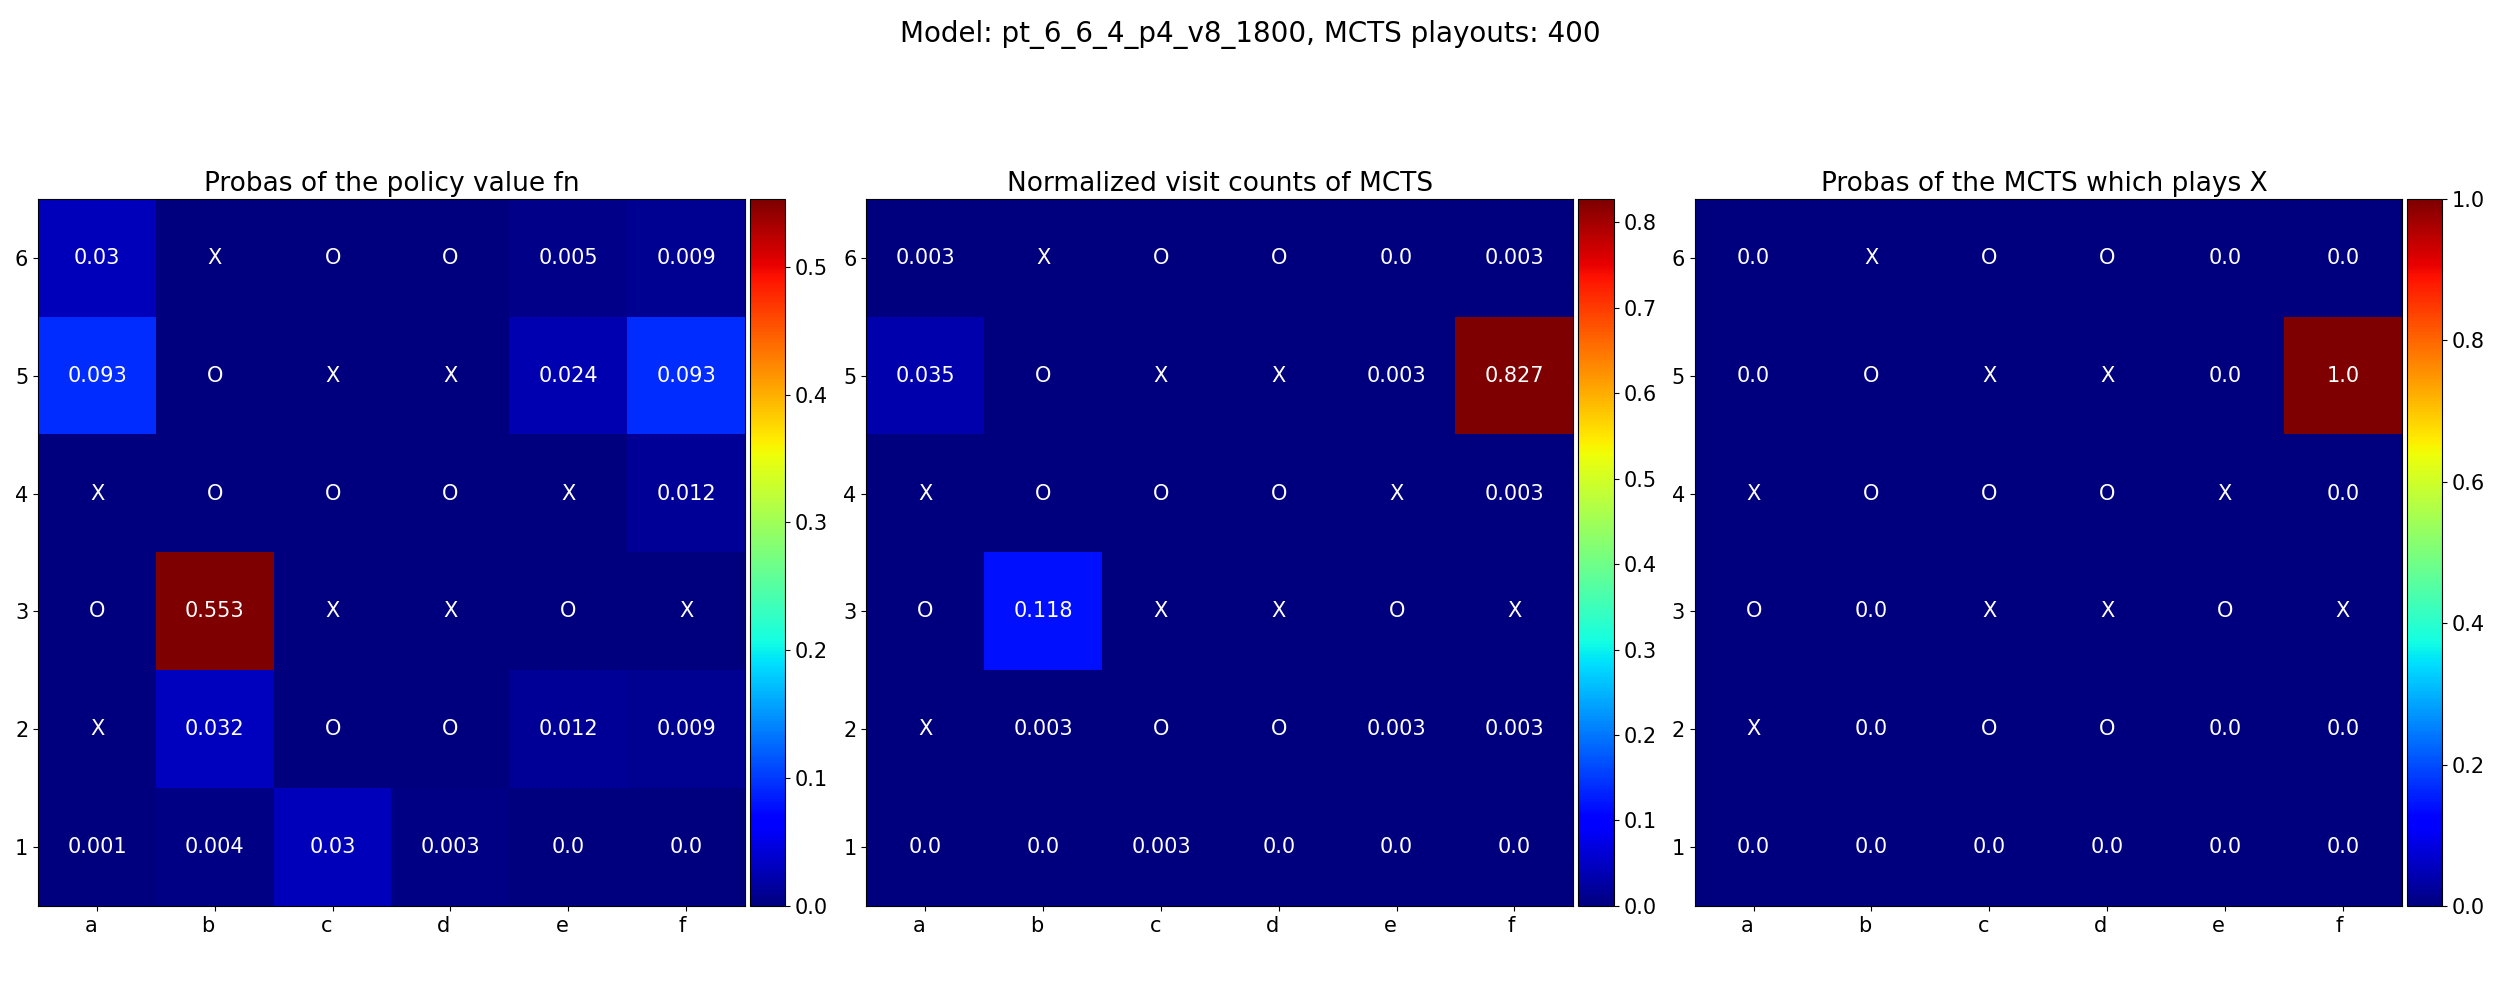 Model: pt_6_6_4_p4_v8_1800, MCTS playouts: 400
Probas of the policy value fn
6 0.03 X O O 0.005 0.009
5 0.093 O X X 0.024 0.093
4 X O O O X 0.012
3 O 0.553 X X O X
2 X 0.032 O O 0.012 0.009
1 0.001 0.004 0.03 0.003 0.0 0.0
a b c d e f
0.5
0.4
0.3
0.2
0.1
0.0
Normalized visit counts of MCTS
6 0.003 X O O 0.0 0.003
5 0.035 O X X 0.003 0.827
4 X O O O X 0.003
3 O 0.118 X X O X
2 X 0.003 O O 0.003 0.003
1 0.0 0.0 0.003 0.0 0.0 0.0
a b c d e f
0.8
0.7
0.6
0.5
0.4
0.3
0.2
0.1
0.0
Probas of the MCTS which plays X
6 0.0 X O O 0.0 0.0
5 0.0 O X X 0.0 1.0
4 X O O O X 0.0
3 O 0.0 X X O X
2 X 0.0 O O 0.0 0.0
1 0.0 0.0 0.0 0.0 0.0 0.0
a b c d e f
1.0
0.8
0.6
0.4
0.2
0.0